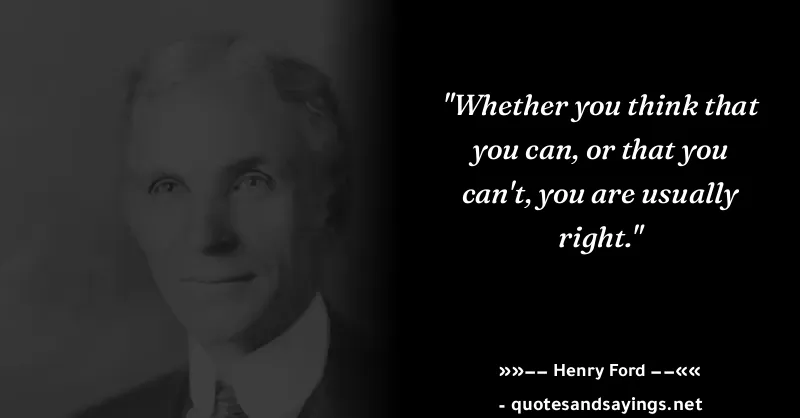 "Whether you think that
you can, or that you
can't, you are usually
right."
»»−− Henry Ford −−««
- quotesandsayings.net